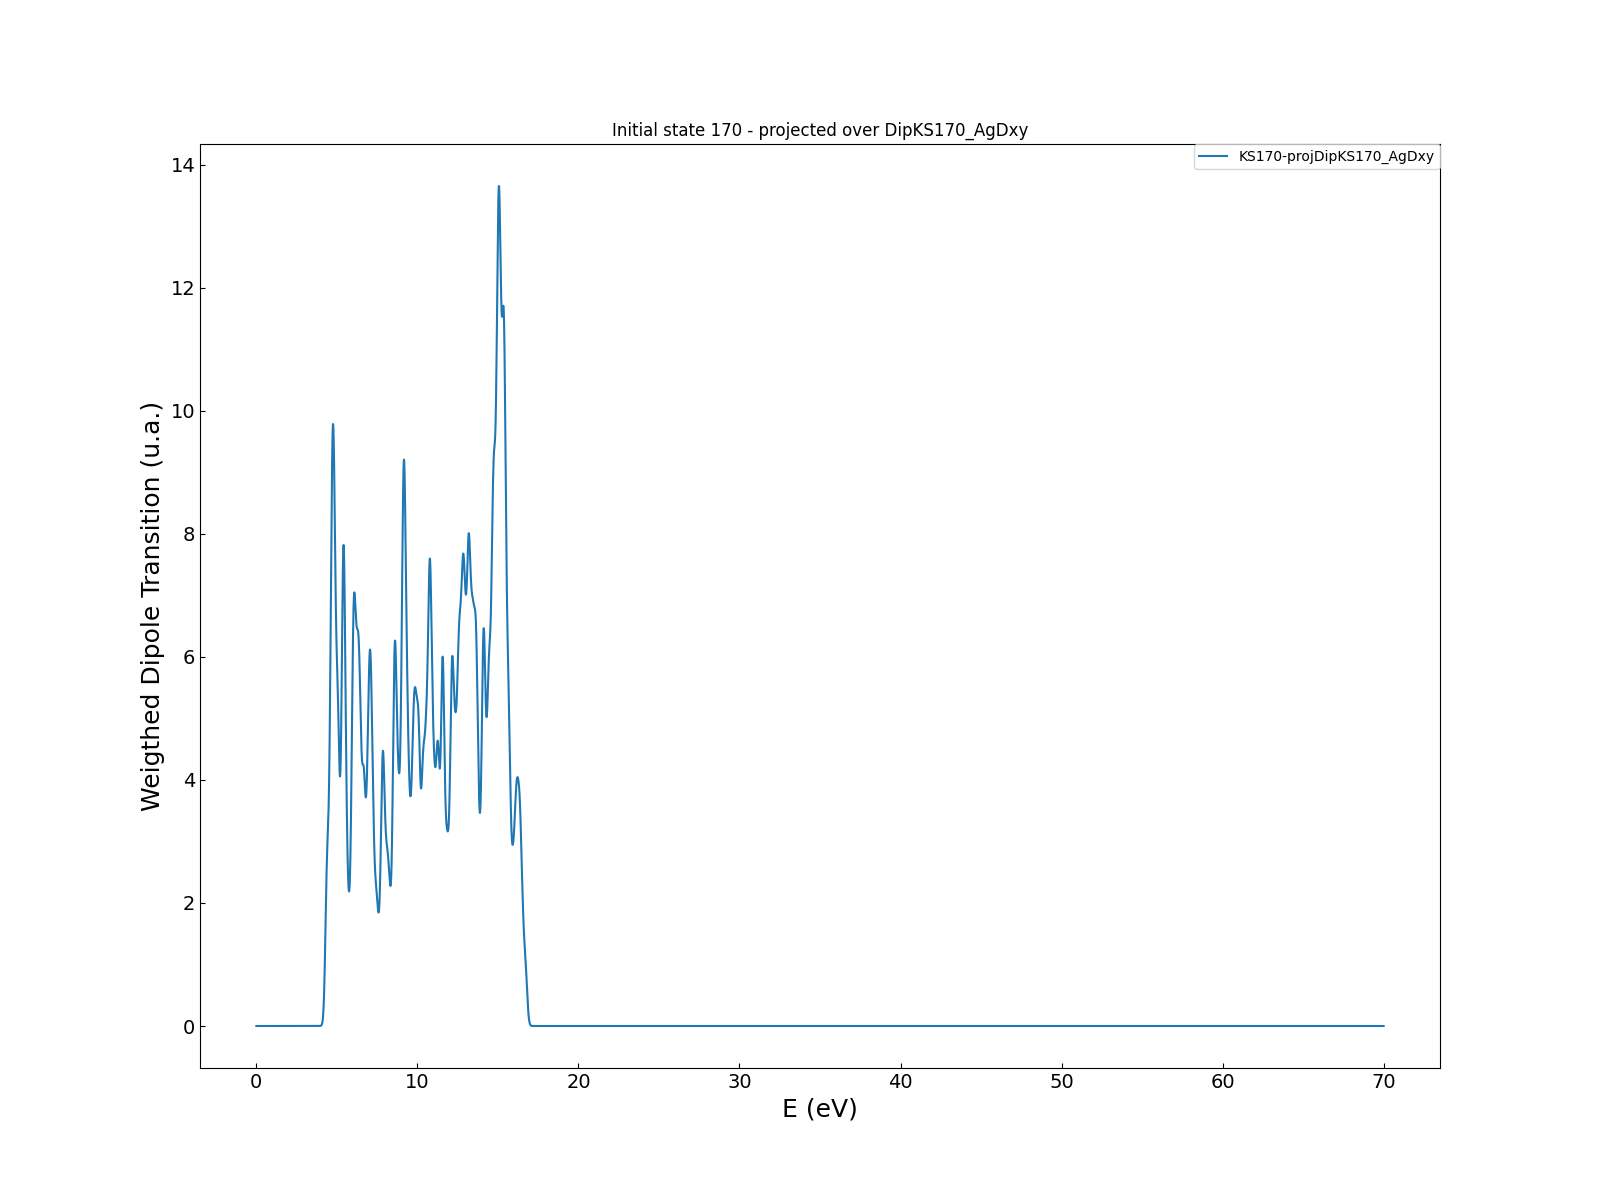 Initial state 170 - projected over DipKS170_AgDxy
KS170-projDipKS170_AgDxy
14
12
10
8
6
4
2
0
Weigthed Dipole Transition (u.a.)
0 10 20 30 40 50 60 70
E (eV)